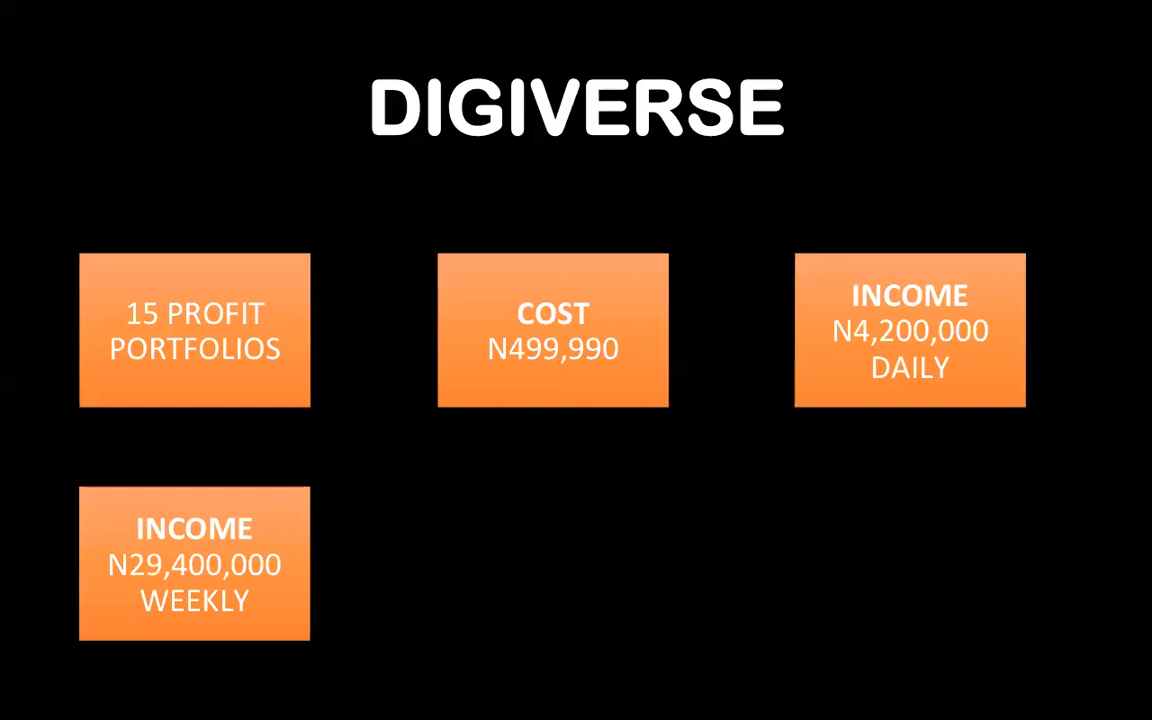 DIGIVERSE
15 PROFIT
PORTFOLIOS
COST
N499,990
INCOME
N4,200,000
DAILY
INCOME
N29,400,000
WEEKLY